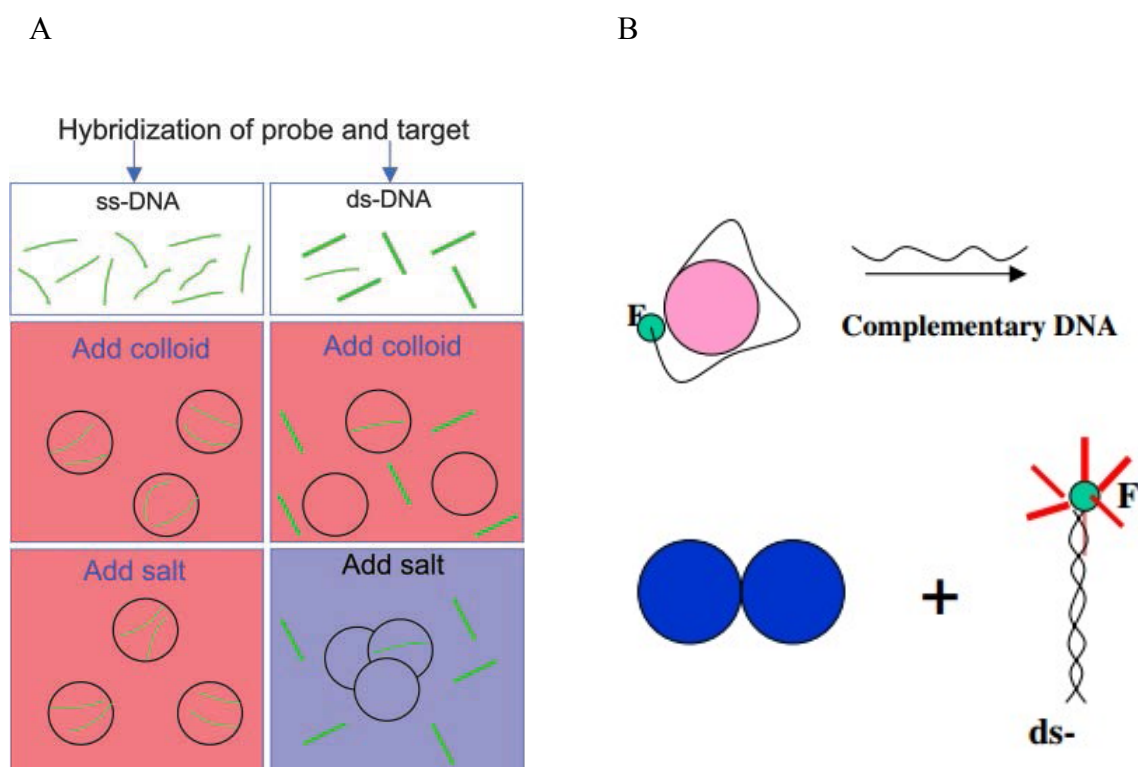 A
B
Hybridization of probe and target
ss-DNA
ds-DNA
Add colloid
Add colloid
Add salt
Add salt
F
Complementary DNA
+
F
ds-